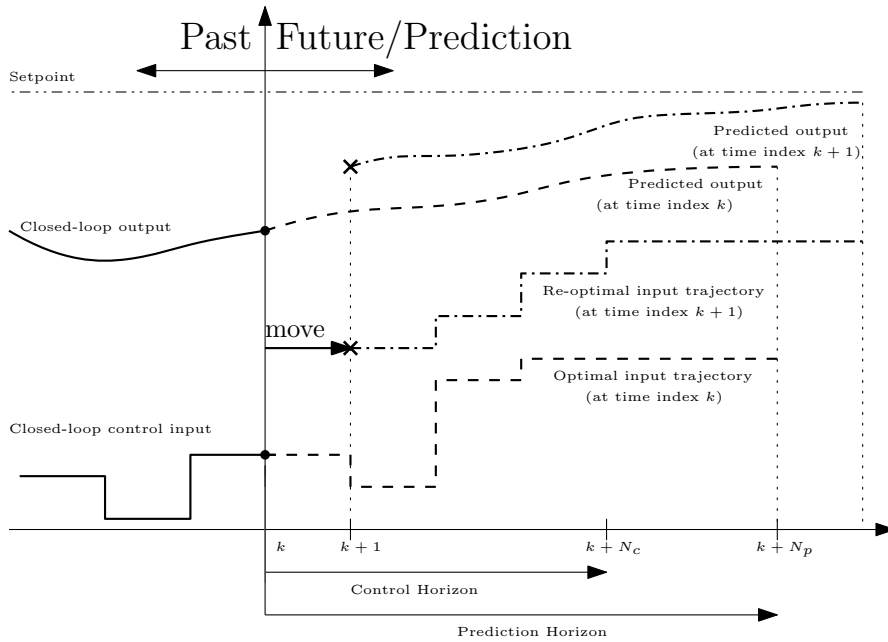 Past Future/Prediction
Setpoint
Predicted output
(at time index k + 1)
Predicted output
(at time index k)
Closed-loop output
Re-optimal input trajectory
(at time index k + 1)
move
Optimal input trajectory
(at time index k)
Closed-loop control input
k
k + 1
k + N_c
k + N_p
Control Horizon
Prediction Horizon